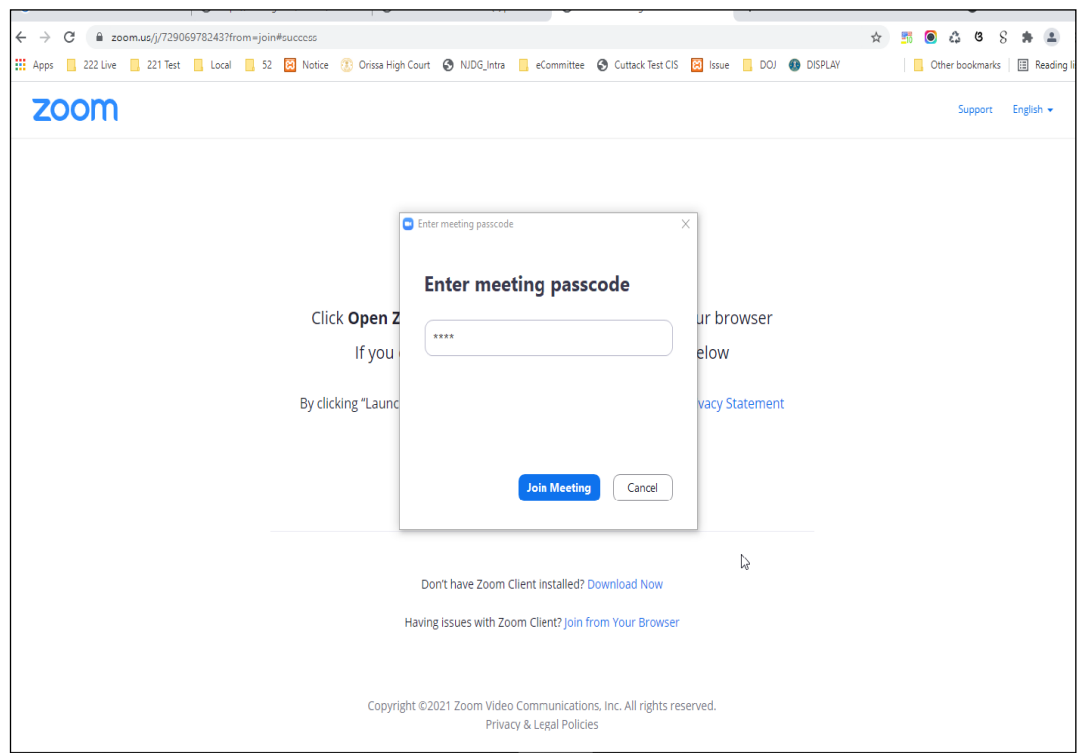 zoom.us/j/72906978243?from=join#success
Apps 222 Live 221 Test Local 52 Notice Orissa High Court NJDG_Intra eCommittee Cuttack Test CIS Issue DOJ DISPLAY Other bookmarks Reading li
zoom Support English
Enter meeting passcode
Enter meeting passcode
Click Open Z ur browser
****
If you elow
By clicking “Launc vacy Statement
Join Meeting Cancel
Don't have Zoom Client installed? Download Now
Having issues with Zoom Client? Join from Your Browser
Copyright ©2021 Zoom Video Communications, Inc. All rights reserved.
Privacy & Legal Policies